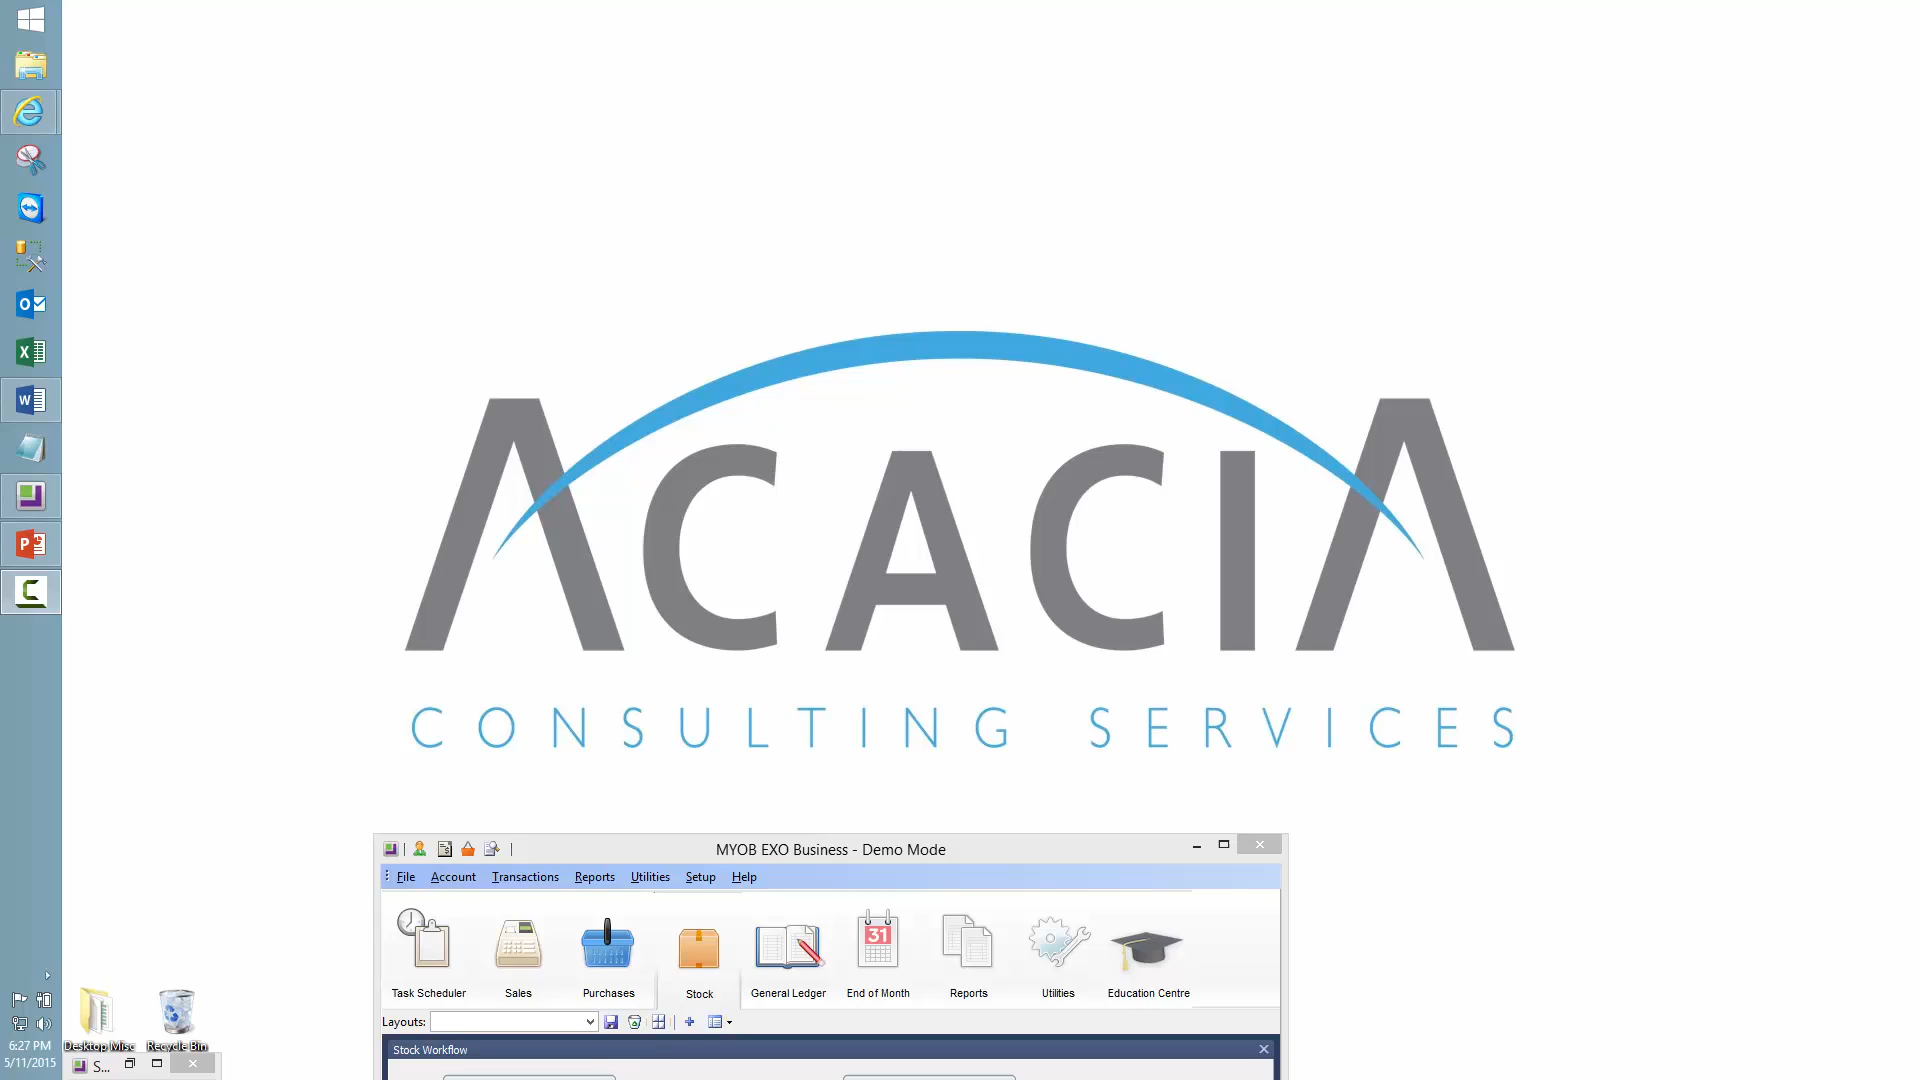 ACACIA
CONSULTING SERVICES
MYOB EXO Business - Demo Mode
File Account Transactions Reports Utilities Setup Help
31
Task Scheduler Sales Purchases Stock General Ledger End of Month Reports Utilities Education Centre
Layouts:
Stock Workflow
6:27 PM
5/11/2015
Desktop Misc Recycle Bin
S...